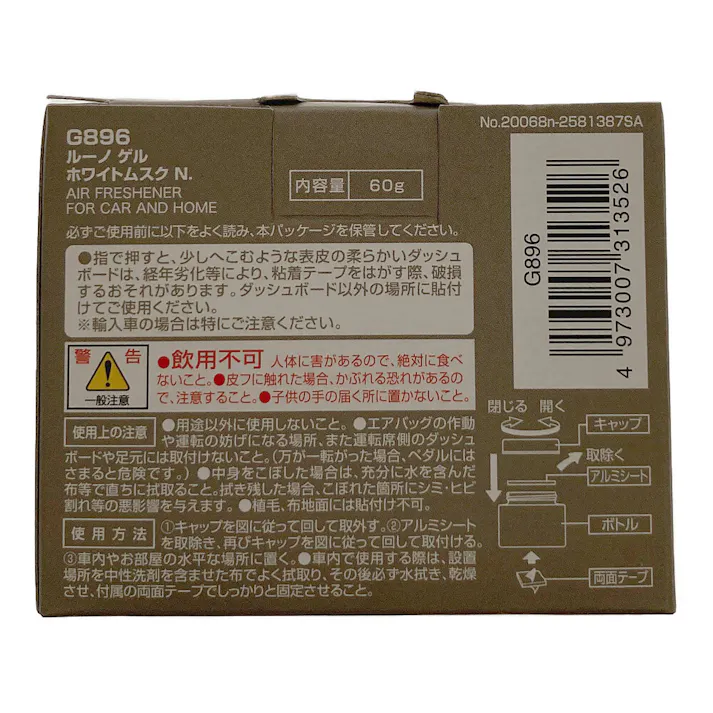 No.20068n-2581387SA
G896
ルーノ ゲル
ホワイトムスク N.
AIR FRESHENER
FOR CAR AND HOME
内容量 60g
必ずご使用前に以下をよく読み、本パッケージを保管してください。
●指で押すと、少しへこむような表皮の柔らかいダッシュ
ボードは、経年劣化等により、粘着テープをはがす際、破損
するおそれがあります。ダッシュボード以外の場所に貼付
けてご使用ください。
※輸入車の場合は特にご注意ください。
警告
一般注意
●飲用不可 人体に害があるので、絶対に食べ
ないこと。●皮フに触れた場合、かぶれる恐れがあるの
で、注意すること。●子供の手の届く所に置かないこと。
使用上の注意 ●用途以外に使用しないこと。●エアバッグの作動
や運転の妨げになる場所、また運転席側のダッシュ
ボードや足元には取付けないこと。(万が一転がった場合、ペダルには
さまると危険です。)●中身をこぼした場合は、充分に水を含んだ
布等で直ちに拭取ること。拭き残した場合、こぼれた箇所にシミ・ヒビ
割れ等の悪影響を与えます。●植毛、布地面には貼付け不可。
使用方法 ①キャップを図に従って回して取外す。②アルミシート
を取除き、再びキャップを図に従って回して取付ける。
③車内やお部屋の水平な場所に置く。●車内で使用する際は、設置
場所を中性洗剤を含ませた布でよく拭取り、その後必ず水拭き、乾燥
させ、付属の両面テープでしっかりと固定させること。
G896
4 973007 313526
閉じる 開く
キャップ
取除く
アルミシート
ボトル
両面テープ